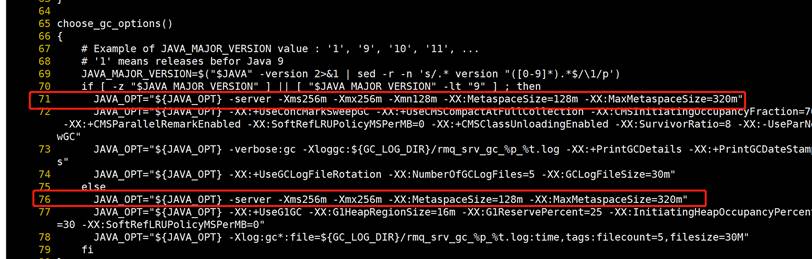 64
65 choose_gc_options()
66 {
67     # Example of JAVA_MAJOR_VERSION value : '1', '9', '10', '11', ...
68     # '1' means releases befor Java 9
69     JAVA_MAJOR_VERSION=$("$JAVA" -version 2>&1 | sed -r -n 's/.* version "([0-9]*).*$/\1/p')
70     if [ -z "$JAVA_MAJOR_VERSION" ] || [ "$JAVA_MAJOR_VERSION" -lt "9" ] ; then
71       JAVA_OPT="${JAVA_OPT} -server -Xms256m -Xmx256m -Xmn128m -XX:MetaspaceSize=128m -XX:MaxMetaspaceSize=320m"
72       JAVA_OPT="${JAVA_OPT} -XX:+UseConcMarkSweepGC -XX:+UseCMSCompactAtFullCollection -XX:CMSInitiatingOccupancyFraction=70
 -XX:+CMSParallelRemarkEnabled -XX:SoftRefLRUPolicyMSPerMB=0 -XX:+CMSClassUnloadingEnabled -XX:SurvivorRatio=8 -XX:-UseParNe
wGC"
73       JAVA_OPT="${JAVA_OPT} -verbose:gc -Xloggc:${GC_LOG_DIR}/rmq_srv_gc_%p_%t.log -XX:+PrintGCDetails -XX:+PrintGCDateStam
s"
74       JAVA_OPT="${JAVA_OPT} -XX:+UseGCLogFileRotation -XX:NumberOfGCLogFiles=5 -XX:GCLogFileSize=30m"
75     else
76       JAVA_OPT="${JAVA_OPT} -server -Xms256m -Xmx256m -XX:MetaspaceSize=128m -XX:MaxMetaspaceSize=320m"
77       JAVA_OPT="${JAVA_OPT} -XX:+UseG1GC -XX:G1HeapRegionSize=16m -XX:G1ReservePercent=25 -XX:InitiatingHeapOccupancyPercen
=30 -XX:SoftRefLRUPolicyMSPerMB=0"
78       JAVA_OPT="${JAVA_OPT} -Xlog:gc*:file=${GC_LOG_DIR}/rmq_srv_gc_%p_%t.log:time,tags:filecount=5,filesize=30M"
79     fi